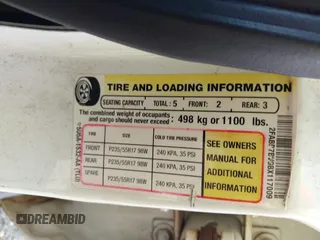 TIRE AND LOADING INFORMATION
SEATING CAPACITY TOTAL : 5 FRONT: 2 REAR: 3
The combined weight of occupants and cargo should never exceed : 498 kg or 1100 lbs.
TIRE SIZE COLD TIRE PRESSURE
FRONT P235/55R17 98W 240 KPA, 35 PSI
REAR P235/55R17 98W 240 KPA, 35 PSI
SPARE P235/55R17 98W 240 KPA, 35 PSI
SEE OWNERS
MANUAL FOR
ADDITIONAL
INFORMATION
DREAMBID